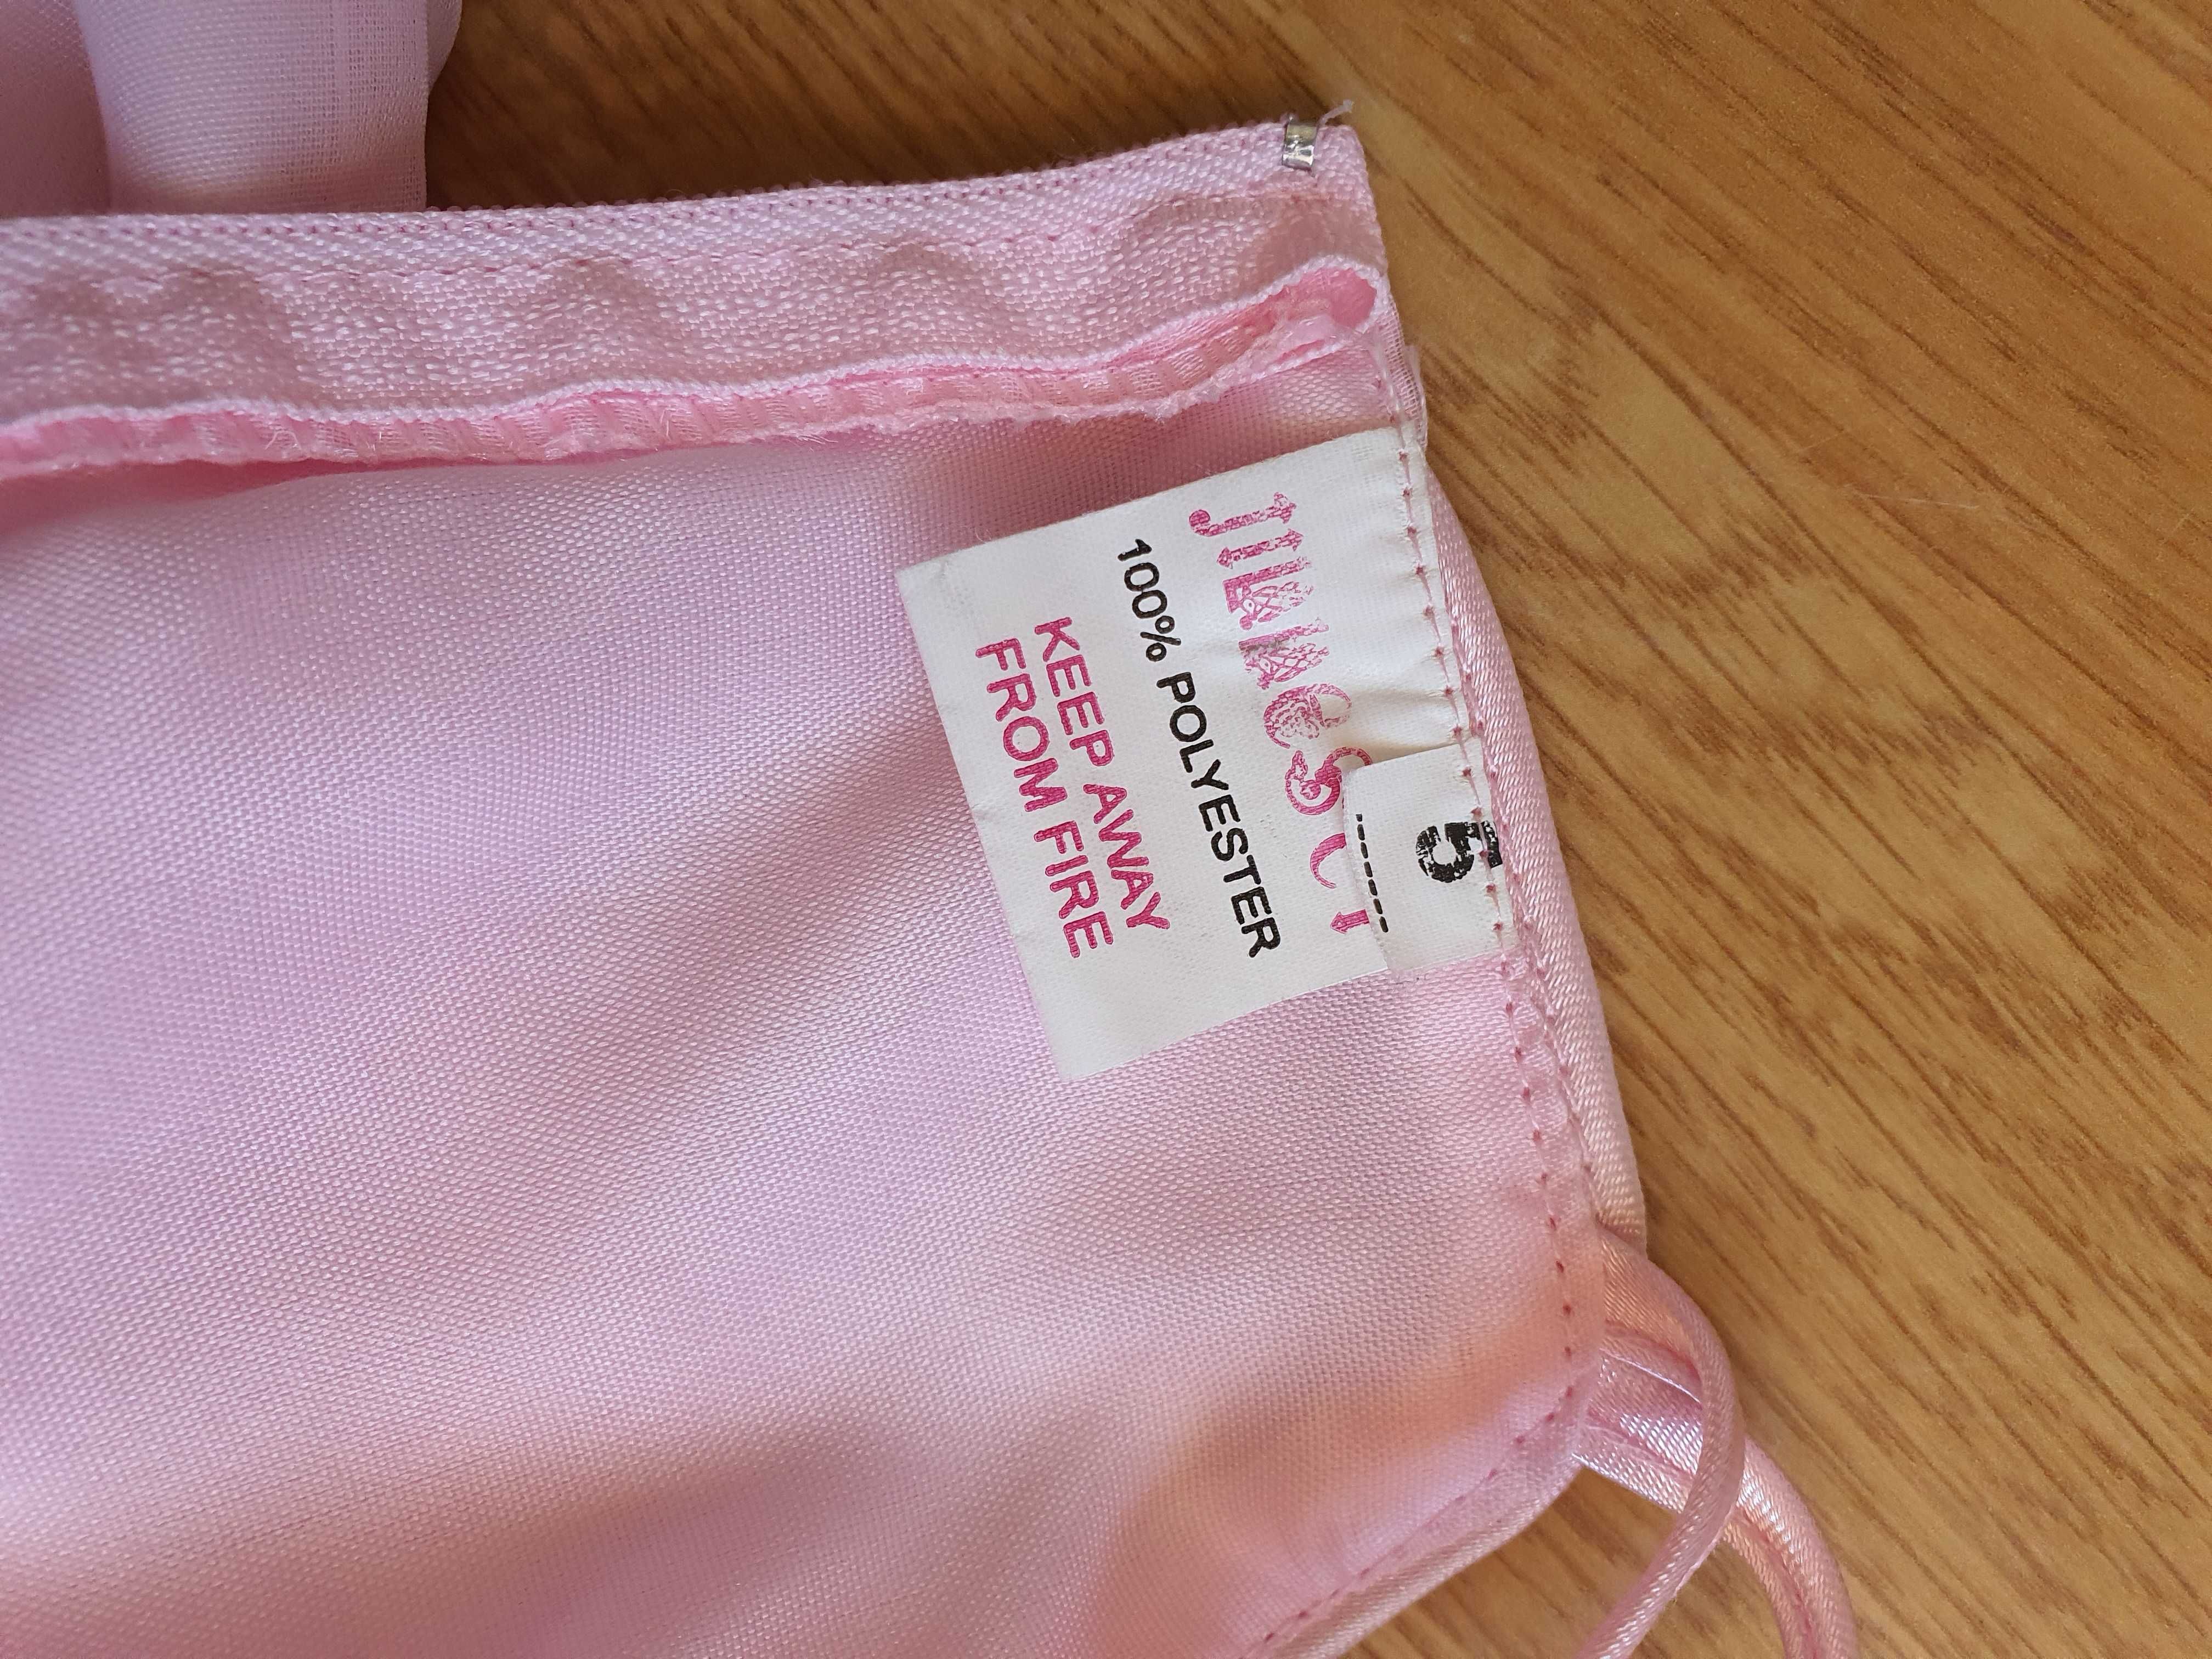 5
100% POLYESTER
KEEP AWAY
FROM FIRE